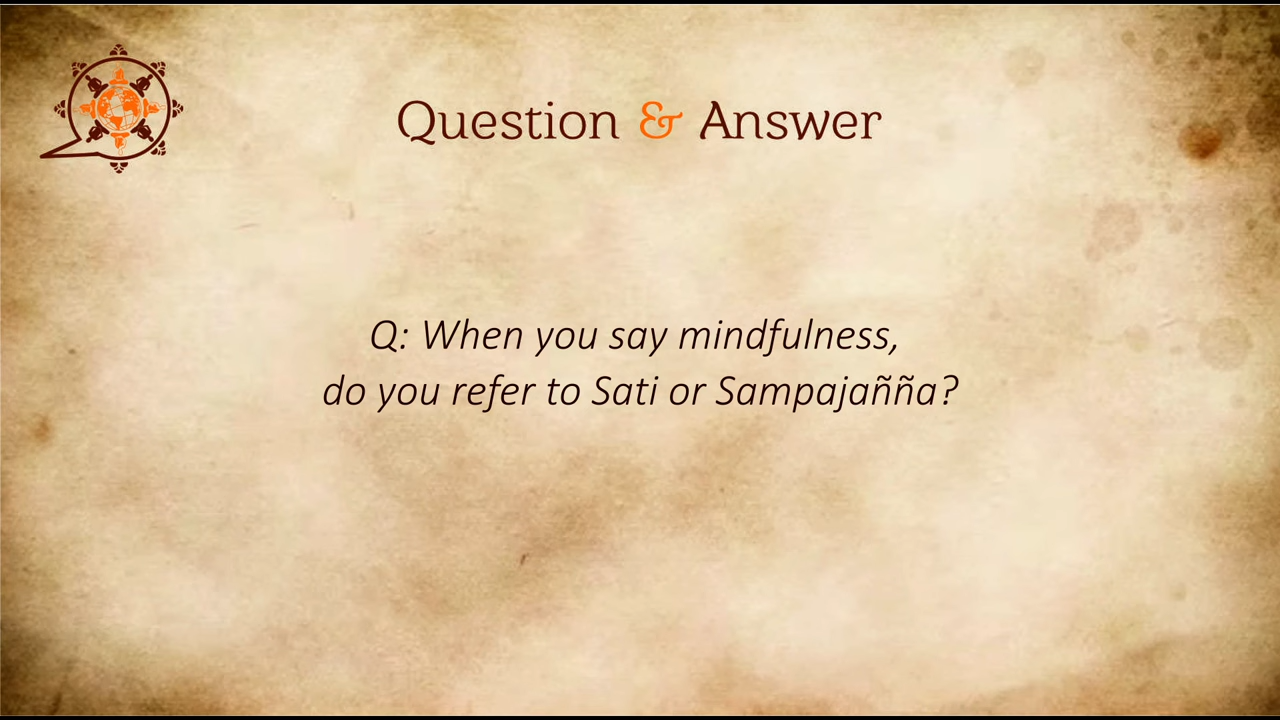 Question & Answer
Q: When you say mindfulness,
do you refer to Sati or Sampajañña?